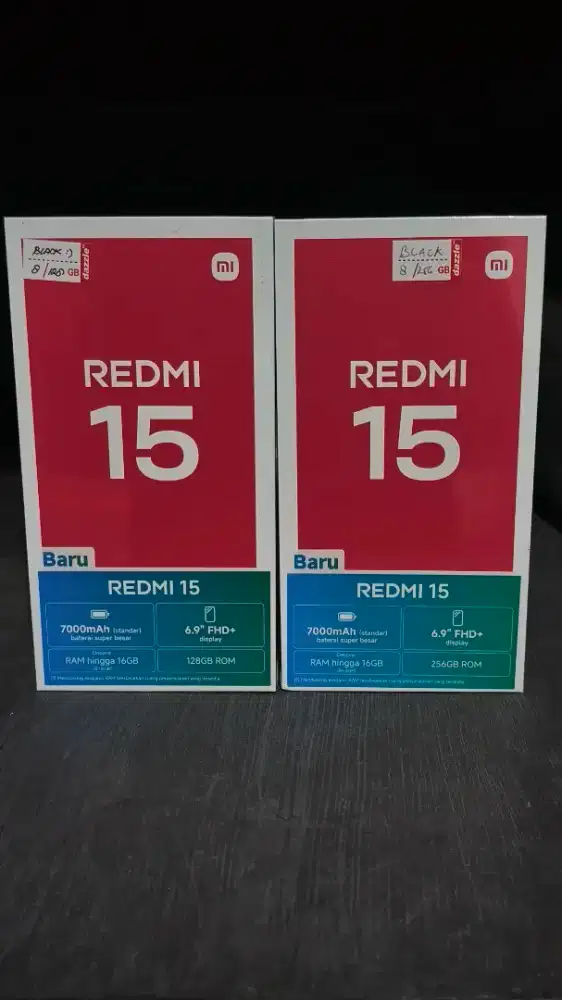 BLACK
8/128 GB
dazzle
mi
REDMI
15
Baru
REDMI 15
7000mAh (standar)
baterai super besar
6.9" FHD+
display
RAM hingga 16GB
128GB ROM
BLACK
8/256 GB
dazzle
mi
REDMI
15
Baru
REDMI 15
7000mAh (standar)
baterai super besar
6.9" FHD+
display
RAM hingga 16GB
256GB ROM